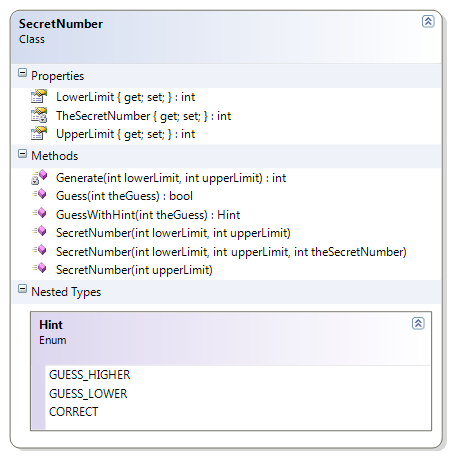 SecretNumber
Class
Properties
LowerLimit { get; set; } : int
TheSecretNumber { get; set; } : int
UpperLimit { get; set; } : int
Methods
Generate(int lowerLimit, int upperLimit) : int
Guess(int theGuess) : bool
GuessWithHint(int theGuess) : Hint
SecretNumber(int lowerLimit, int upperLimit)
SecretNumber(int lowerLimit, int upperLimit, int theSecretNumber)
SecretNumber(int upperLimit)
Nested Types
Hint
Enum
GUESS_HIGHER
GUESS_LOWER
CORRECT